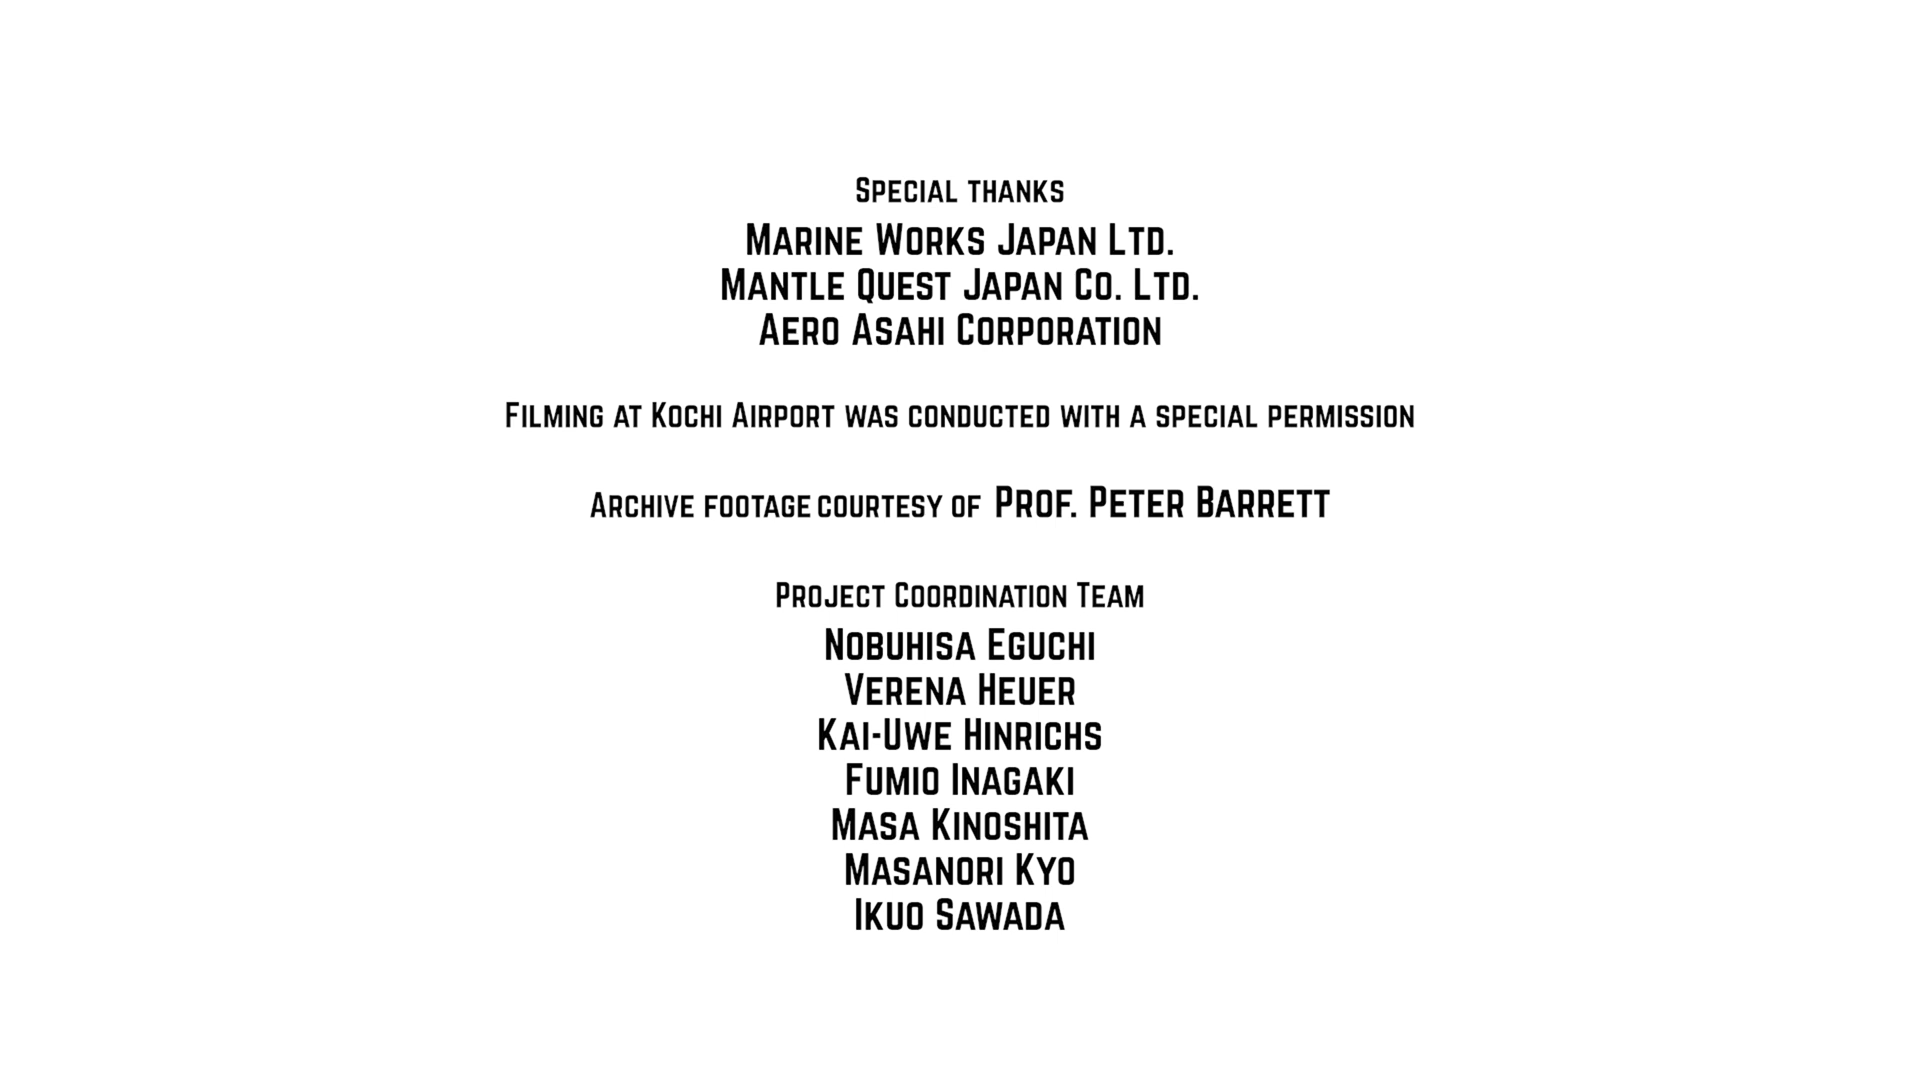 Special thanks
Marine Works Japan Ltd.
Mantle Quest Japan Co. Ltd.
Aero Asahi Corporation
Filming at Kochi Airport was conducted with a special permission
Archive footage courtesy of Prof. Peter Barrett
Project Coordination Team
Nobuhisa Eguchi
Verena Heuer
Kai-Uwe Hinrichs
Fumio Inagaki
Masa Kinoshita
Masanori Kyo
Ikuo Sawada